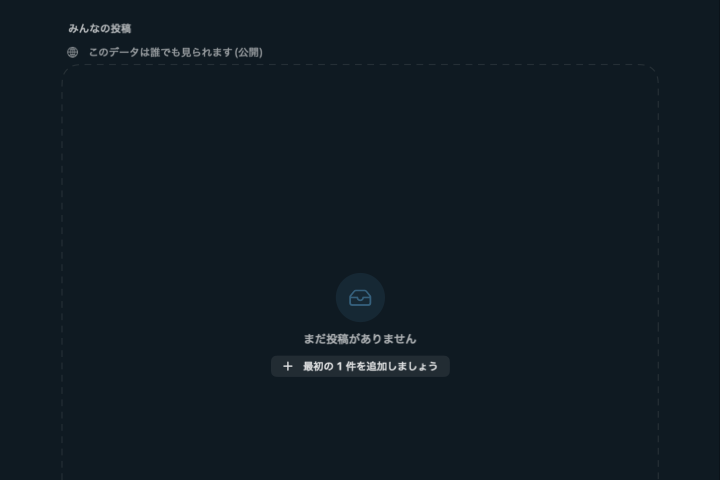 みんなの投稿
このデータは誰でも見られます (公開)
まだ投稿がありません
＋ 最初の 1 件を追加しましょう